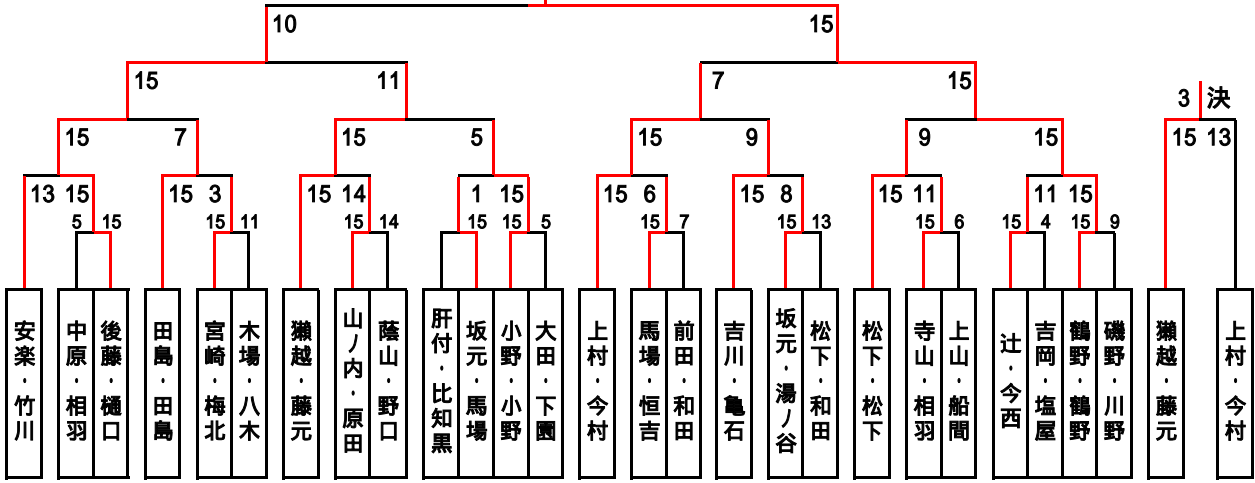 10 15
15 11 7 15
3 決
15 7 15 5 15 9 9 15 15 13
13 15 15 3 15 14 1 15 15 6 15 8 15 11 11 15
5 15 15 11 15 14 15 15 5 15 7 15 13 15 6 15 4 15 9
安楽・竹川
中原・相羽
後藤・樋口
田島・田島
宮崎・梅北
木場・八木
獺越・藤元
山ノ内・原田
蔭山・野口
肝付・比知黒
坂元・馬場
小野・小野
大田・下園
上村・今村
馬場・恒吉
前田・和田
吉川・亀石
坂元・湯ノ谷
松下・和田
松下・松下
寺山・相羽
上山・船間
辻・今西
吉岡・塩屋
鶴野・鶴野
磯野・川野
獺越・藤元
上村・今村